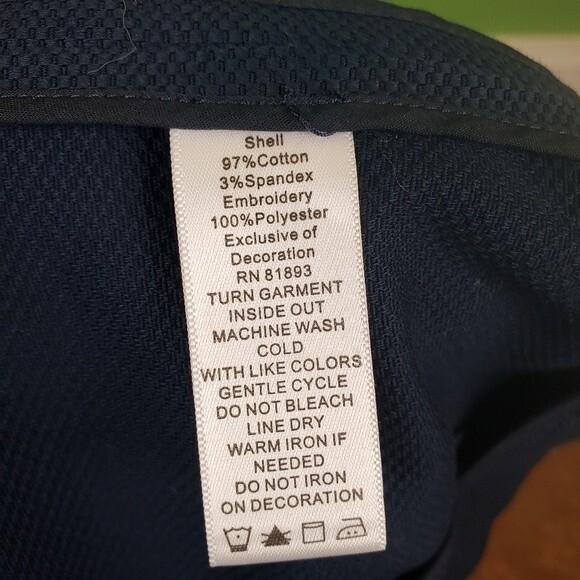 Shell
97%Cotton
3%Spandex
Embroidery
100%Polyester
Exclusive of
Decoration
RN 81893
TURN GARMENT
INSIDE OUT
MACHINE WASH
COLD
WITH LIKE COLORS
GENTLE CYCLE
DO NOT BLEACH
LINE DRY
WARM IRON IF
NEEDED
DO NOT IRON
ON DECORATION